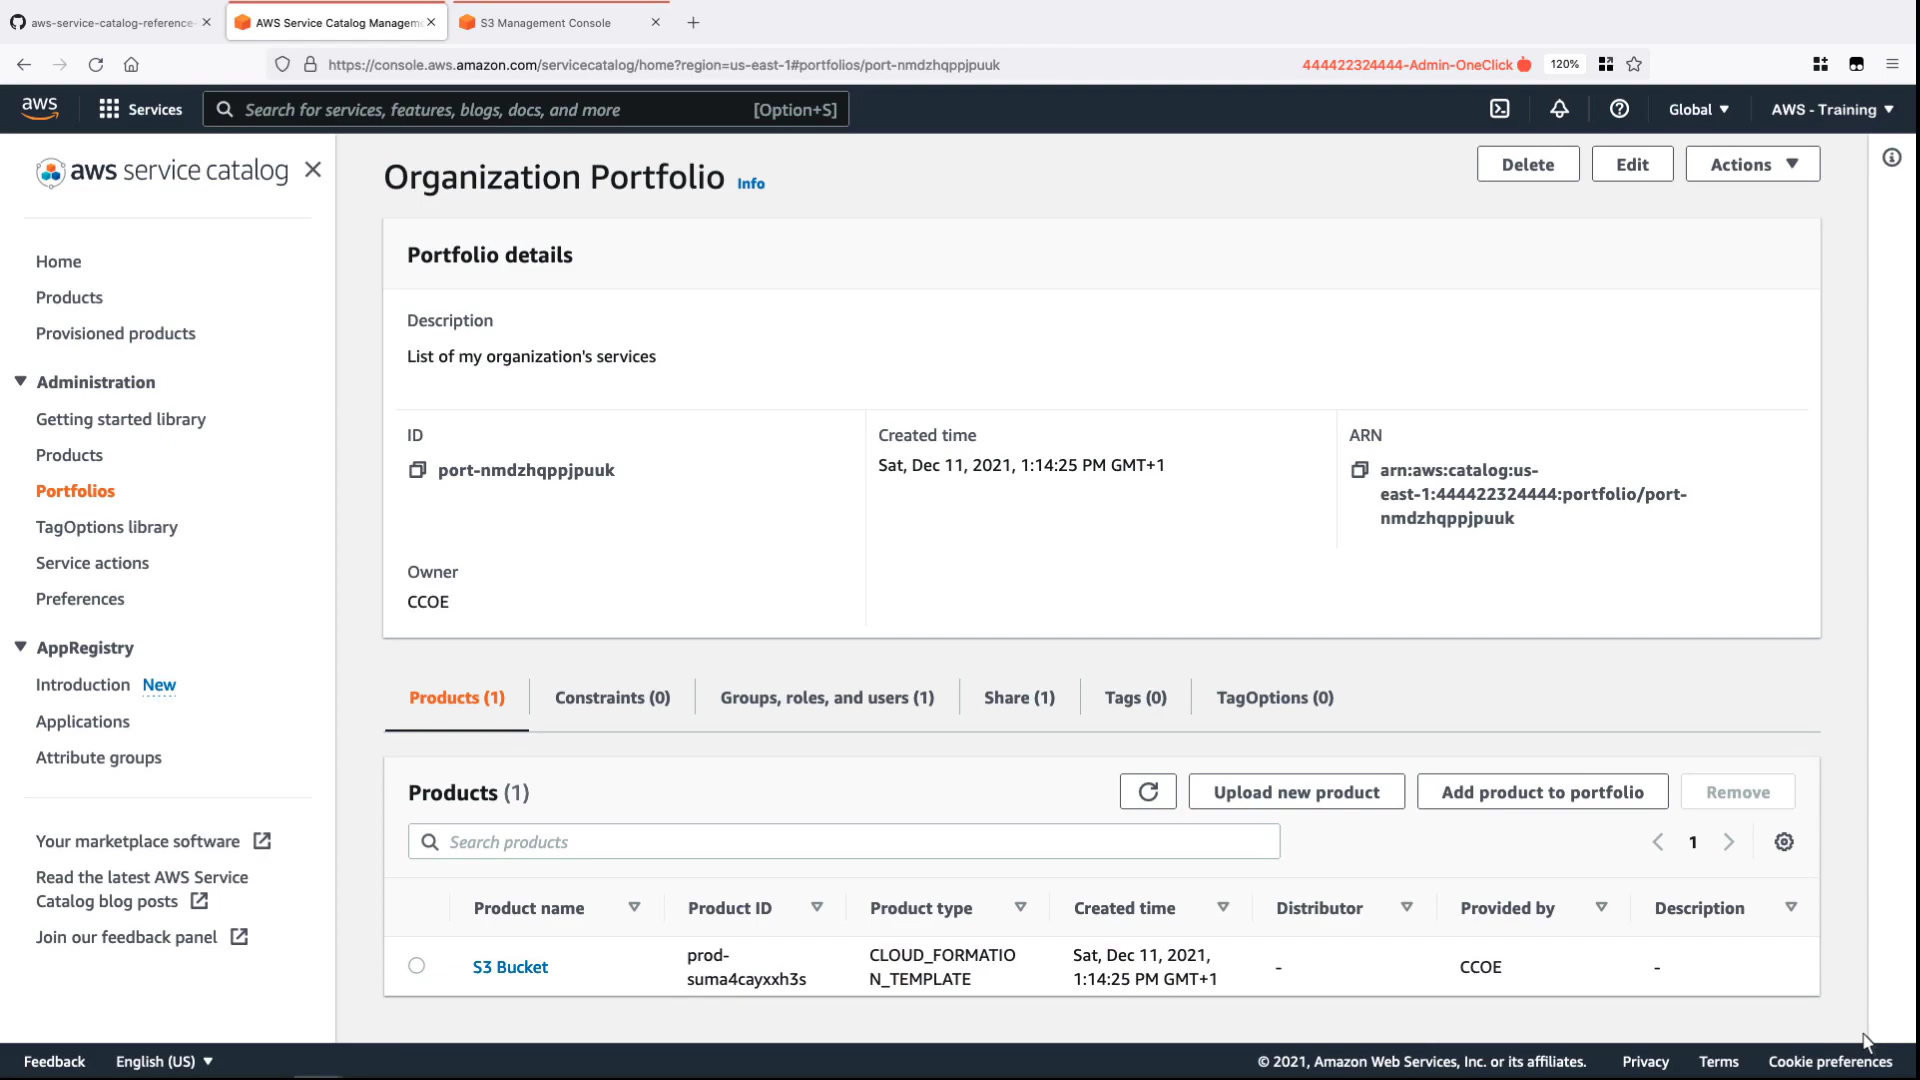 aws-service-catalog-reference-
AWS Service Catalog Managem
S3 Management Console
https://console.aws.amazon.com/servicecatalog/home?region=us-east-1#portfolios/port-nmdzhqppjpuuk
444422324444-Admin-OneClick
120%
aws
Services
Search for services, features, blogs, docs, and more
[Option+S]
Global
AWS - Training
aws service catalog
Home
Products
Provisioned products
Administration
Getting started library
Products
Portfolios
TagOptions library
Service actions
Preferences
AppRegistry
Introduction New
Applications
Attribute groups
Your marketplace software
Read the latest AWS Service
Catalog blog posts
Join our feedback panel
Organization Portfolio Info
Delete
Edit
Actions
Portfolio details
Description
List of my organization's services
ID
port-nmdzhqppjpuuk
Created time
Sat, Dec 11, 2021, 1:14:25 PM GMT+1
ARN
arn:aws:catalog:us-
east-1:444422324444:portfolio/port-
nmdzhqppjpuuk
Owner
CCOE
Products (1)
Constraints (0)
Groups, roles, and users (1)
Share (1)
Tags (0)
TagOptions (0)
Products (1)
Upload new product
Add product to portfolio
Remove
Search products
1
Product name
Product ID
Product type
Created time
Distributor
Provided by
Description
S3 Bucket
prod-
suma4cayxxh3s
CLOUD_FORMATIO
N_TEMPLATE
Sat, Dec 11, 2021,
1:14:25 PM GMT+1
-
CCOE
-
Feedback
English (US)
© 2021, Amazon Web Services, Inc. or its affiliates.
Privacy
Terms
Cookie preferences